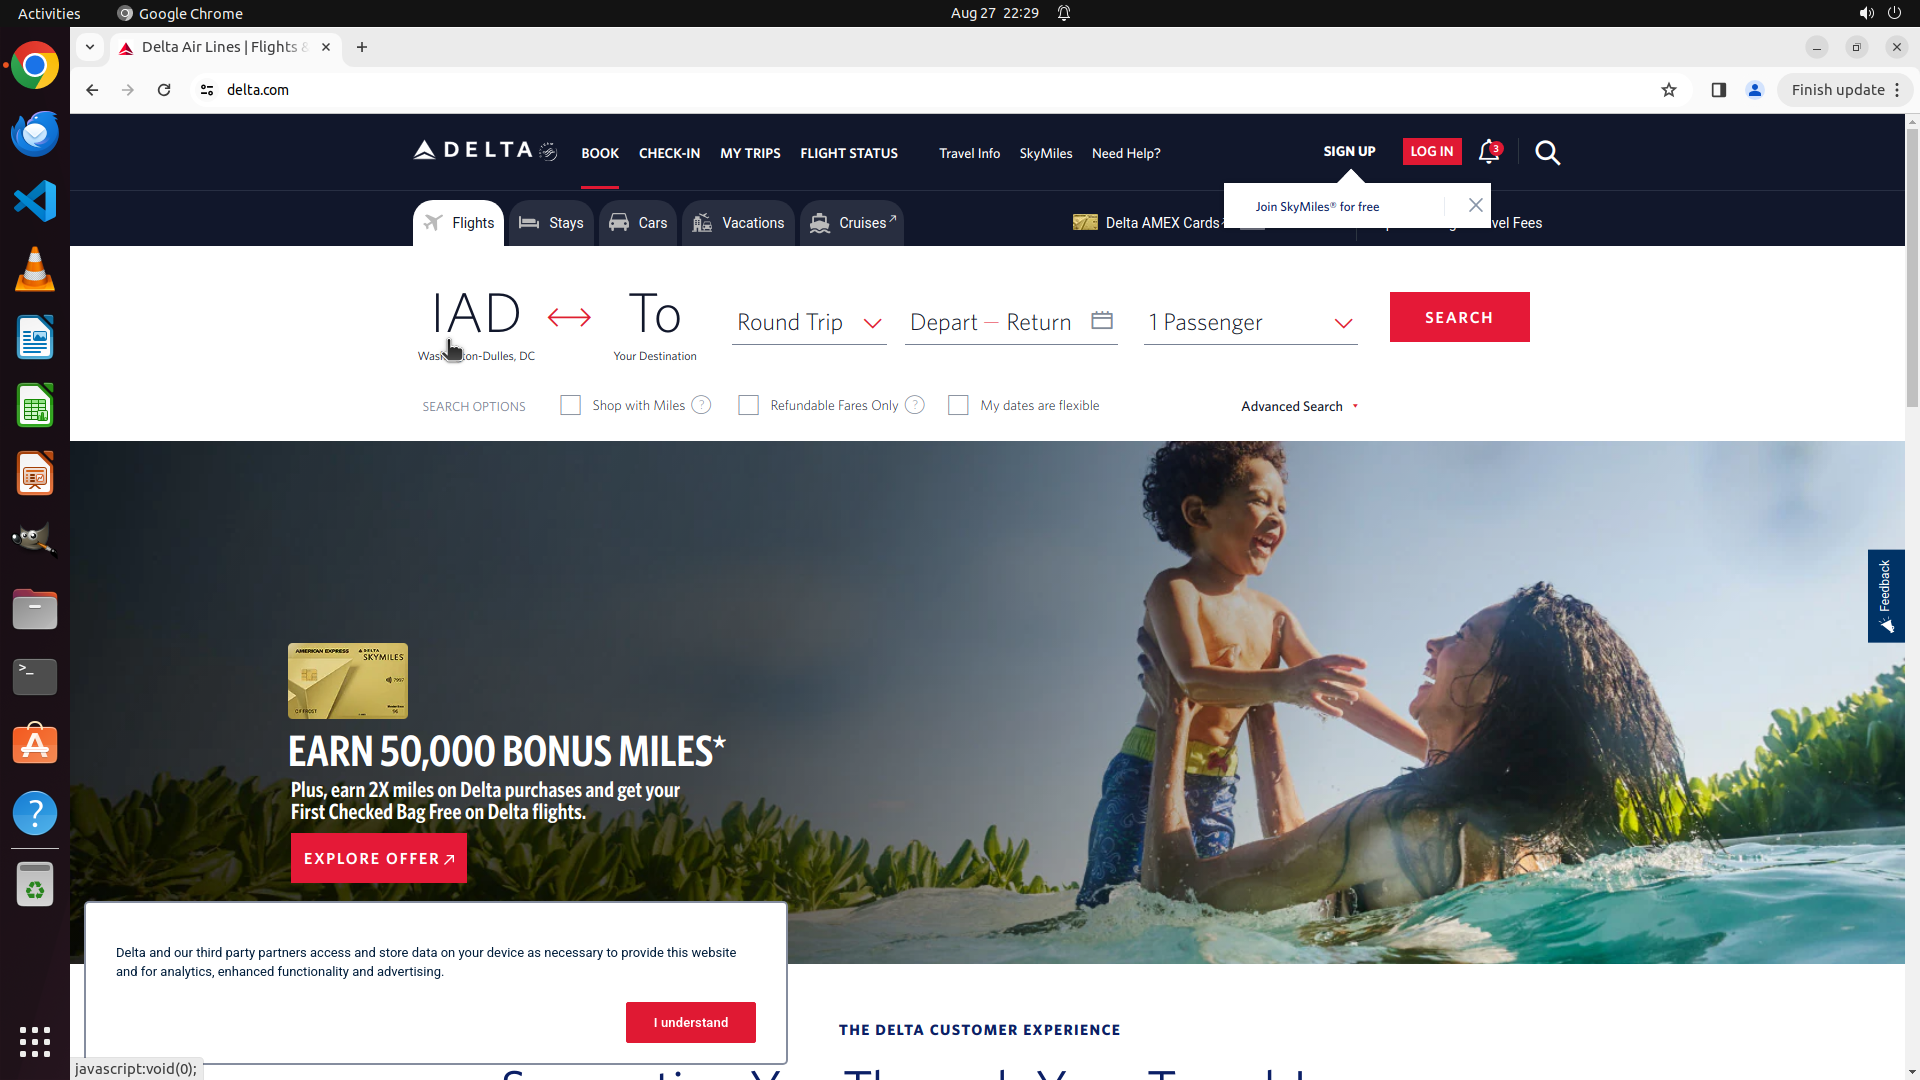 Activities
Google Chrome
Aug 27 22:29
Delta Air Lines | Flights &
delta.com
Finish update
DELTA
BOOK
CHECK-IN
MY TRIPS
FLIGHT STATUS
Travel Info
SkyMiles
Need Help?
SIGN UP
LOG IN
3
Join SkyMiles® for free
Flights
Stays
Cars
Vacations
Cruises
Delta AMEX Cards
vel Fees
IAD
To
Round Trip
Depart — Return
1 Passenger
SEARCH
Your Destination
SEARCH OPTIONS
Shop with Miles ?
Refundable Fares Only ?
My dates are flexible
Advanced Search
Feedback
AMERICAN EXPRESS
DELTA
SKYMILES
EARN 50,000 BONUS MILES*
Plus, earn 2X miles on Delta purchases and get your
First Checked Bag Free on Delta flights.
EXPLORE OFFER
Delta and our third party partners access and store data on your device as necessary to provide this website
and for analytics, enhanced functionality and advertising.
I understand
THE DELTA CUSTOMER EXPERIENCE
javascript:void(0);